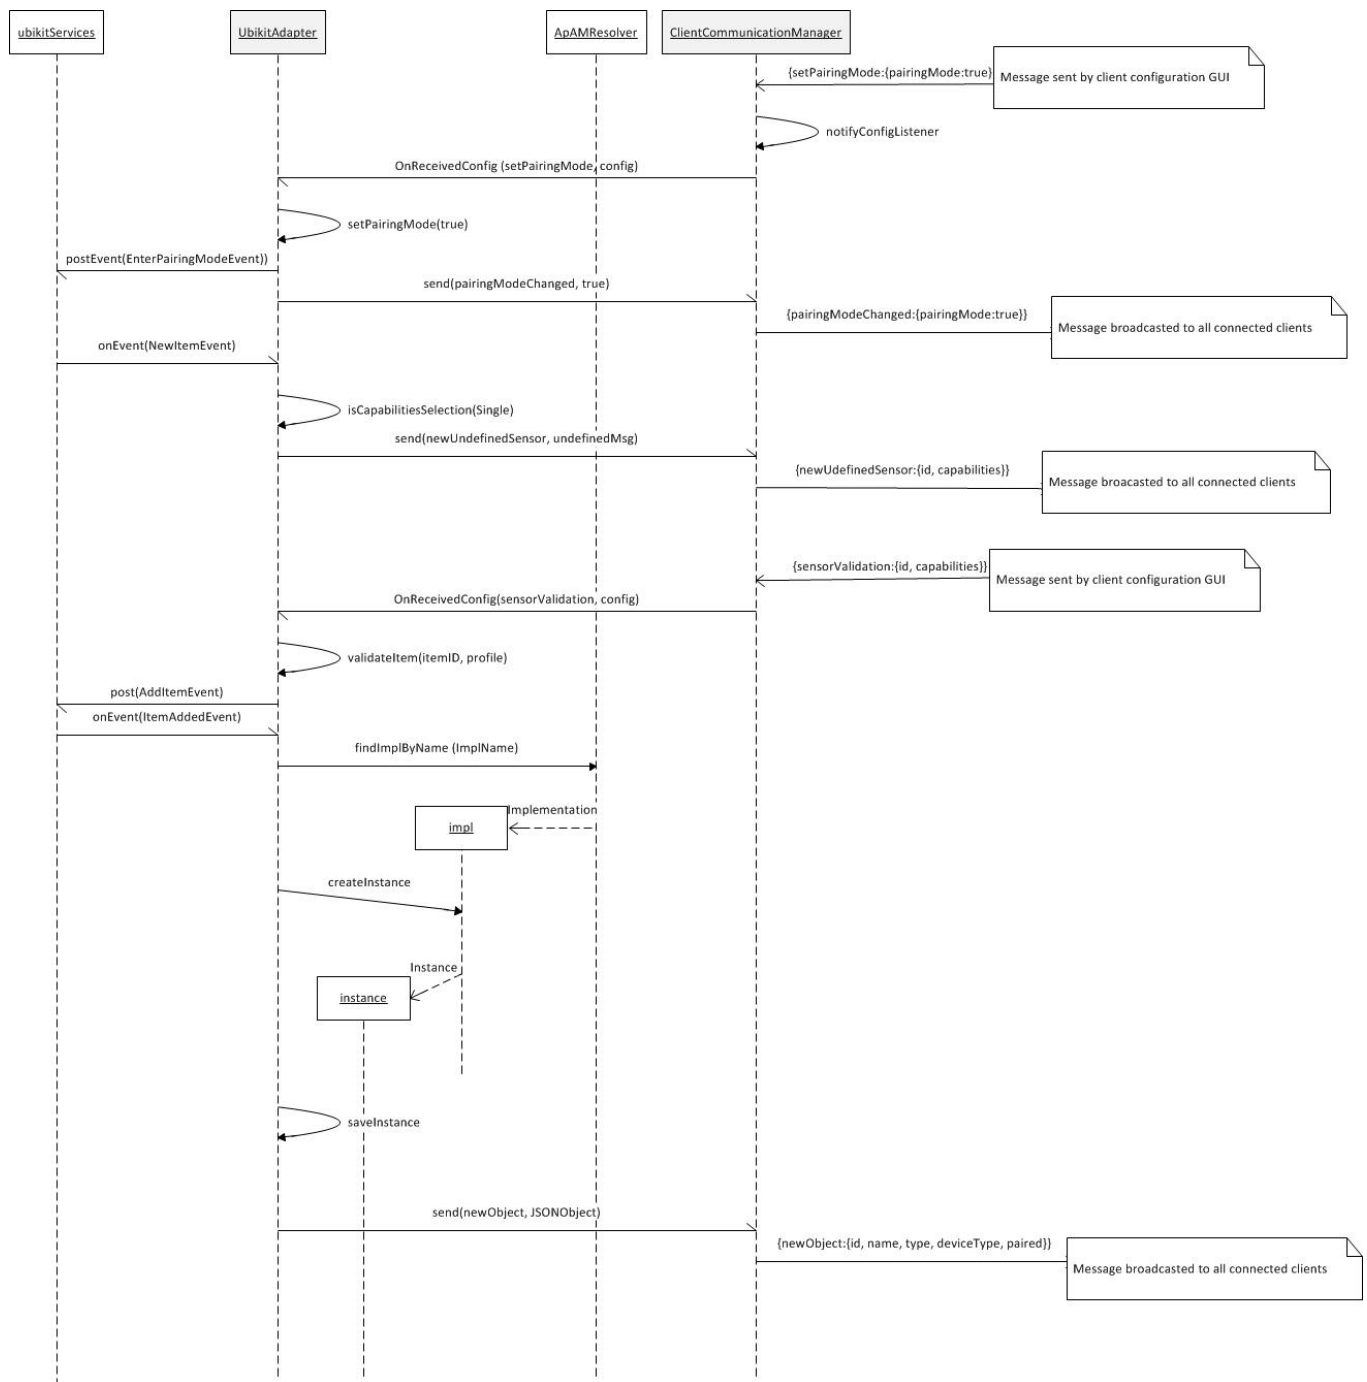 ubikitServices
UbikitAdapter
ApAMResolver
ClientCommunicationManager
{setPairingMode:{pairingMode:true}
Message sent by client configuration GUI
notifyConfigListener
OnReceivedConfig (setPairingMode, config)
setPairingMode(true)
postEvent(EnterPairingModeEvent))
send(pairingModeChanged, true)
{pairingModeChanged:{pairingMode:true}}
Message broadcasted to all connected clients
onEvent(NewItemEvent)
isCapabilitiesSelection(Single)
send(newUndefinedSensor, undefinedMsg)
{newUdefinedSensor:{id, capabilities}}
Message broacasted to all connected clients
{sensorValidation:{id, capabilities}}
Message sent by client configuration GUI
OnReceivedConfig(sensorValidation, config)
validateItem(itemID, profile)
post(AddItemEvent)
onEvent(ItemAddedEvent)
findImplByName (ImplName)
Implementation
impl
createInstance
Instance
instance
saveInstance
send(newObject, JSONObject)
{newObject:{id, name, type, deviceType, paired}}
Message broadcasted to all connected clients